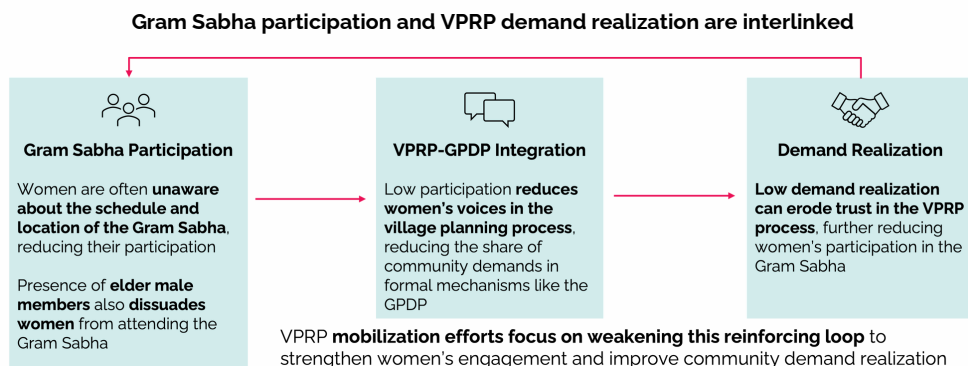 Gram Sabha participation and VPRP demand realization are interlinked
Gram Sabha Participation
Women are often unaware
about the schedule and
location of the Gram Sabha,
reducing their participation
Presence of elder male
members also dissuades
women from attending the
Gram Sabha
VPRP-GPDP Integration
Low participation reduces
women's voices in the
village planning process,
reducing the share of
community demands in
formal mechanisms like the
GPDP
Demand Realization
Low demand realization
can erode trust in the VPRP
process, further reducing
women's participation in the
Gram Sabha
VPRP mobilization efforts focus on weakening this reinforcing loop to
strengthen women's engagement and improve community demand realization